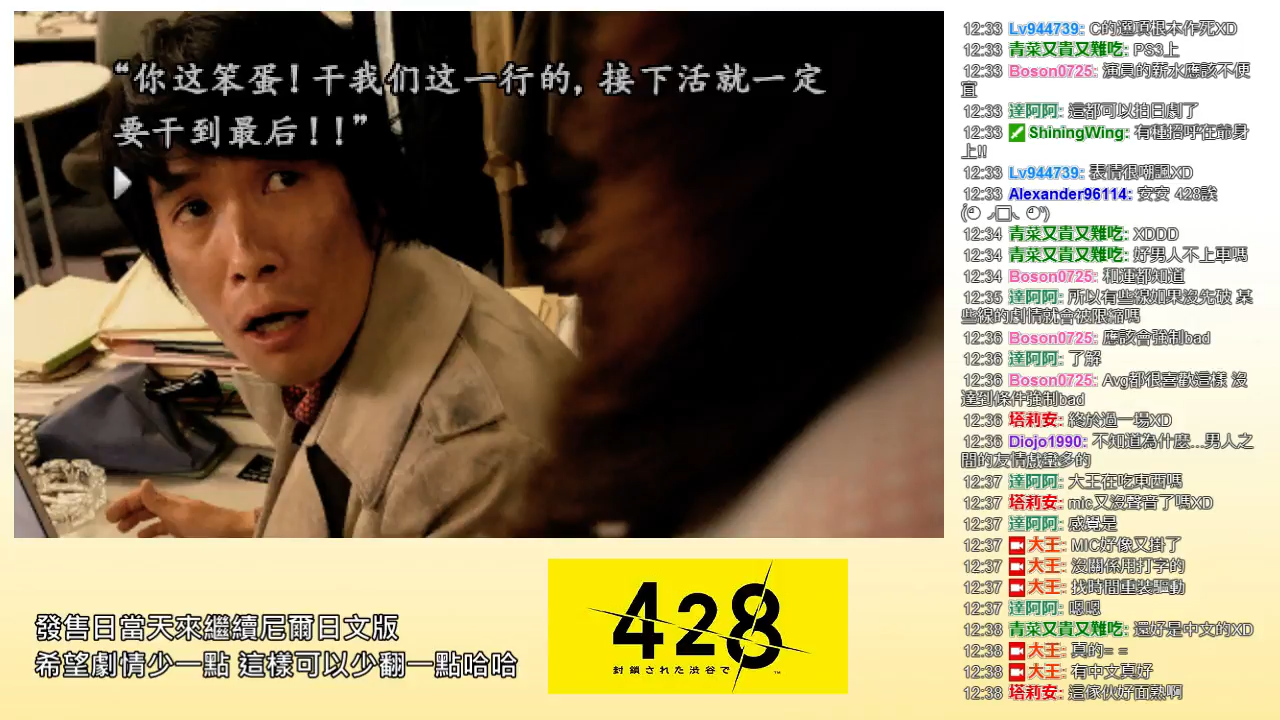 “你这笨蛋！干我们这一行的，接下活就一定
要干到最后！！”
發售日當天來繼續尼爾日文版
希望劇情少一點 這樣可以少翻一點哈哈
428
封鎖された渋谷で
TM
12:33 Lv944739: C的選項根本作死XD
12:33 青菜又貴又難吃: PS3上
12:33 Boson0725: 演員的薪水應該不便
宜
12:33 達阿阿: 這都可以拍日劇了
12:33 ShiningWing: 有種招呼在爺身
上!!
12:33 Lv944739: 表情很嘲諷XD
12:33 Alexander96114: 安安 428誒
12:34 青菜又貴又難吃: XDDD
12:34 青菜又貴又難吃: 好男人不上車嗎
12:34 Boson0725: 和運都知道
12:35 達阿阿: 所以有些線如果沒先破 某
些線的劇情就會被限縮嗎
12:36 Boson0725: 應該會強制bad
12:36 達阿阿: 了解
12:36 Boson0725: Avg都很喜歡這樣 沒
達到條件強制bad
12:36 塔莉安: 終於過一場XD
12:36 Diojo1990: 不知道為什麼...男人之
間的友情戲蠻多的
12:37 達阿阿: 大王在吃東西嗎
12:37 塔莉安: mic又沒聲音了嗎XD
12:37 達阿阿: 感覺是
12:37 大王: MIC好像又掛了
12:37 大王: 沒關係用打字的
12:37 大王: 找時間重裝驅動
12:37 達阿阿: 嗯嗯
12:38 青菜又貴又難吃: 還好是中文的XD
12:38 大王: 真的= =
12:38 大王: 有中文真好
12:38 塔莉安: 這傢伙好面熟啊